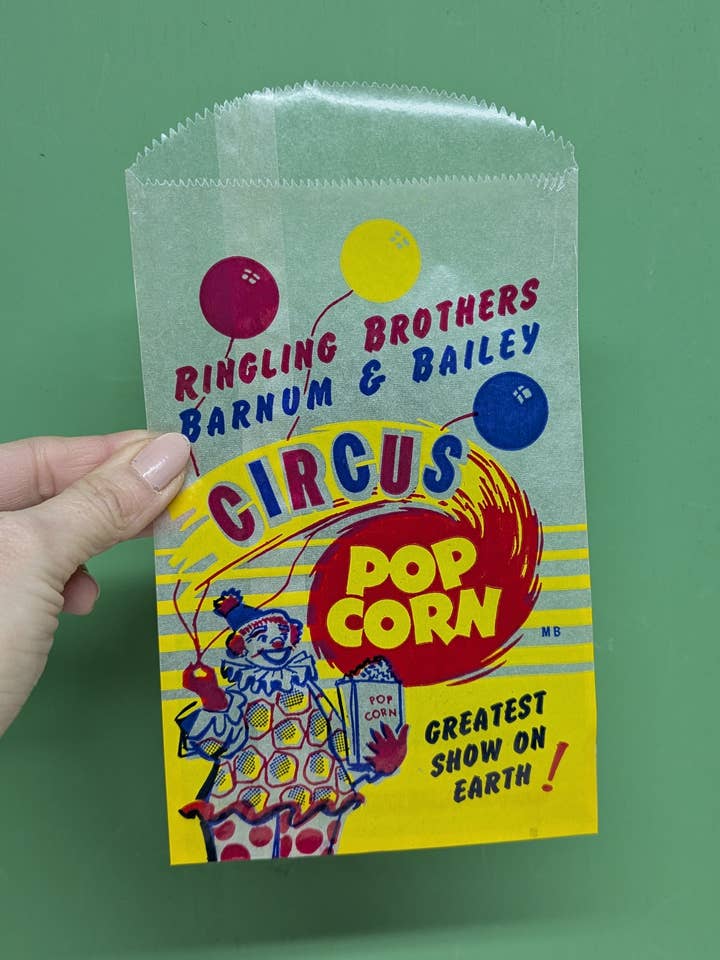 RINGLING BROTHERS
BARNUM & BAILEY
CIRCUS
POP
CORN
MB
POP
CORN
GREATEST
SHOW ON
EARTH!